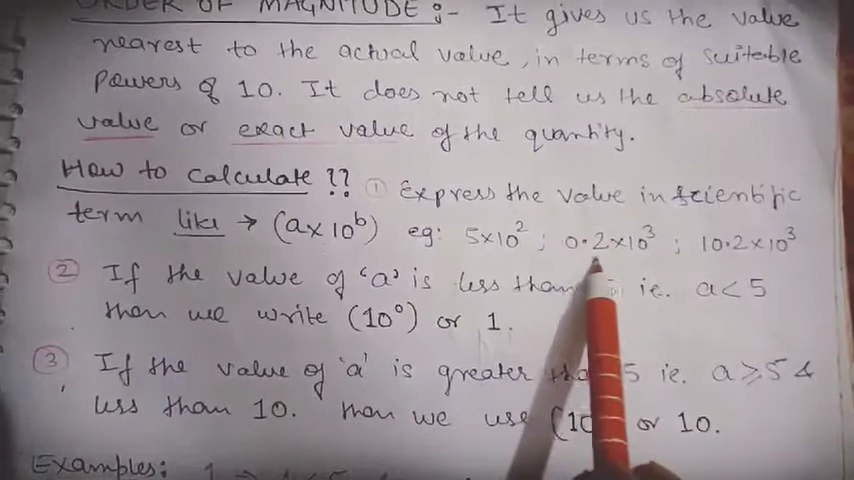 ORDER OF MAGNITUDE :- It gives us the value
nearest to the actual value, in terms of suitable
Powers of 10. It does not tell us the absolute
value or exact value of the quantity.
How to calculate ?? ① Express the value in scientific
term like → (a×10ᵇ) eg: 5×10² ; 0.2×10³ ; 10.2×10³
② If the value of 'a' is less than ie. a < 5
then we write (10⁰) or 1.
③ If the value of 'a' is greater 5 ie. a ⩾ 5 &
less than 10. then we use (10 or 10.
Examples: